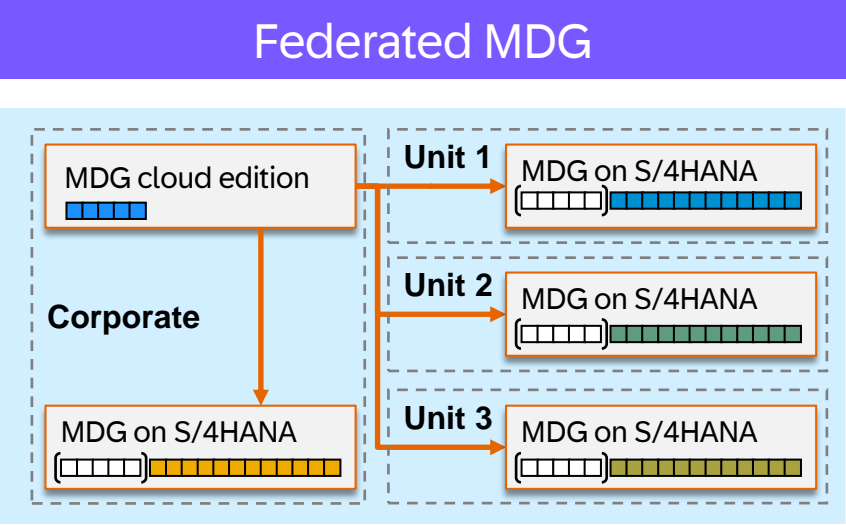 Federated MDG
MDG cloud edition
Corporate
MDG on S/4HANA
Unit 1
MDG on S/4HANA
Unit 2
MDG on S/4HANA
Unit 3
MDG on S/4HANA